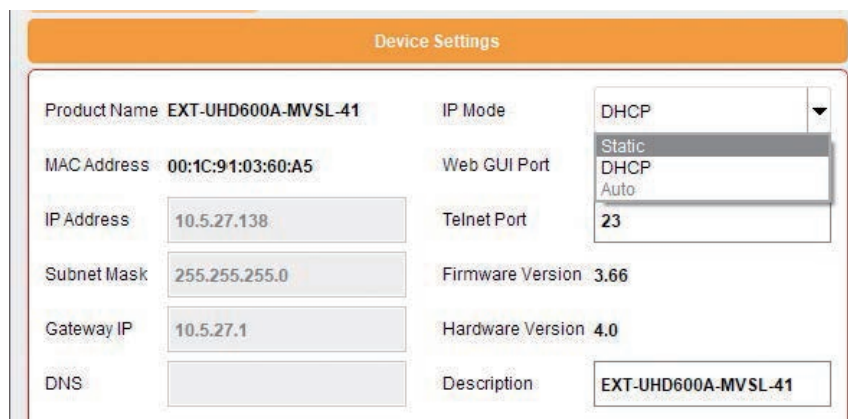 Device Settings
Product Name EXT-UHD600A-MVSL-41 IP Mode DHCP
Static
MAC Address 00:1C:91:03:60:A5 Web GUI Port DHCP
Auto
IP Address 10.5.27.138 Telnet Port 23
Subnet Mask 255.255.255.0 Firmware Version 3.66
Gateway IP 10.5.27.1 Hardware Version 4.0
DNS Description EXT-UHD600A-MVSL-41